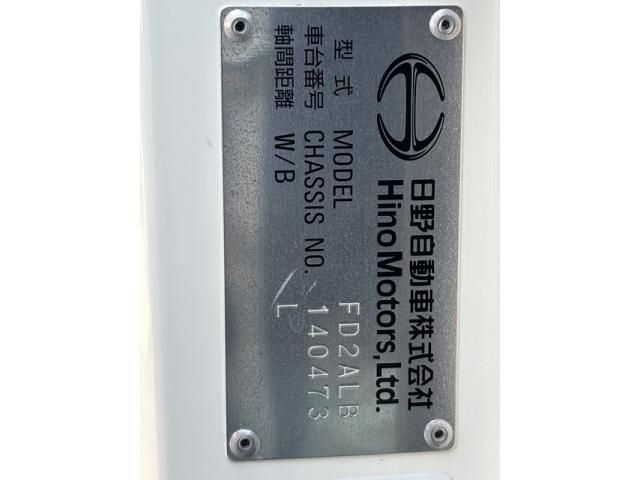 日野自動車株式会社
Hino Motors, Ltd.
型式 MODEL FD2ALB
車台番号 CHASSIS NO. 140473
軸間距離 W/B L